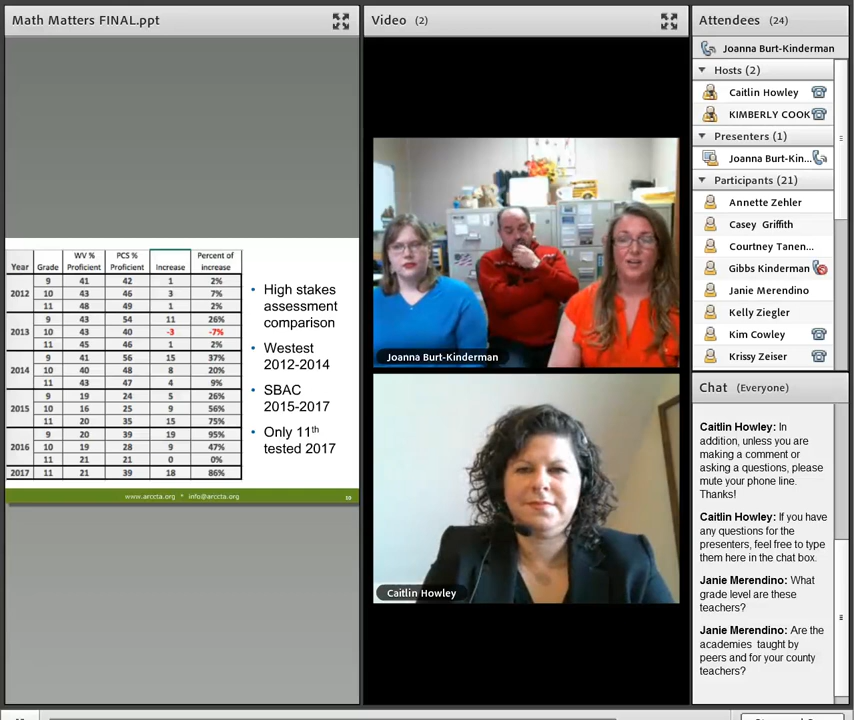 Math Matters FINAL.ppt
Year Grade WV % Proficient PCS % Proficient Increase Percent of increase
2012 9 41 42 1 2%
10 43 46 3 7%
11 48 49 1 2%
2013 9 43 54 11 26%
10 43 40 -3 -7%
11 45 46 1 2%
2014 9 41 56 15 37%
10 40 48 8 20%
11 43 47 4 9%
2015 9 19 24 5 26%
10 16 25 9 56%
11 20 35 15 75%
2016 9 20 39 19 95%
10 19 28 9 47%
11 21 21 0 0%
2017 11 21 39 18 86%
• High stakes
assessment
comparison
• Westest
2012-2014
• SBAC
2015-2017
• Only 11th
tested 2017
www.arccta.org * info@arccta.org
Video (2)
Joanna Burt-Kinderman
Caitlin Howley
Attendees (24)
Joanna Burt-Kinderman
Hosts (2)
Caitlin Howley
KIMBERLY COOK
Presenters (1)
Joanna Burt-Kin...
Participants (21)
Annette Zehler
Casey Griffith
Courtney Tanen...
Gibbs Kinderman
Janie Merendino
Kelly Ziegler
Kim Cowley
Krissy Zeiser
Chat (Everyone)
Caitlin Howley: In
addition, unless you are
making a comment or
asking a questions, please
mute your phone line.
Thanks!
Caitlin Howley: If you have
any questions for the
presenters, feel free to type
them here in the chat box.
Janie Merendino: What
grade level are these
teachers?
Janie Merendino: Are the
academies taught by
peers and for your county
teachers?